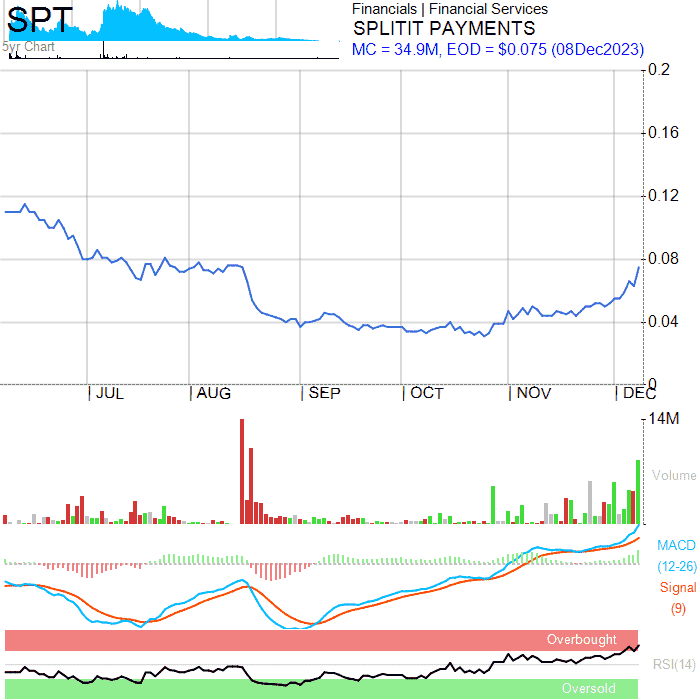 SPT
5yr Chart
Financials | Financial Services
SPLITIT PAYMENTS
MC = 34.9M, EOD = $0.075 (08Dec2023)
0.2
0.16
0.12
0.08
0.04
0
JUL AUG SEP OCT NOV DEC
14M
Volume
MACD
(12-26)
Signal
(9)
Overbought
RSI(14)
Oversold